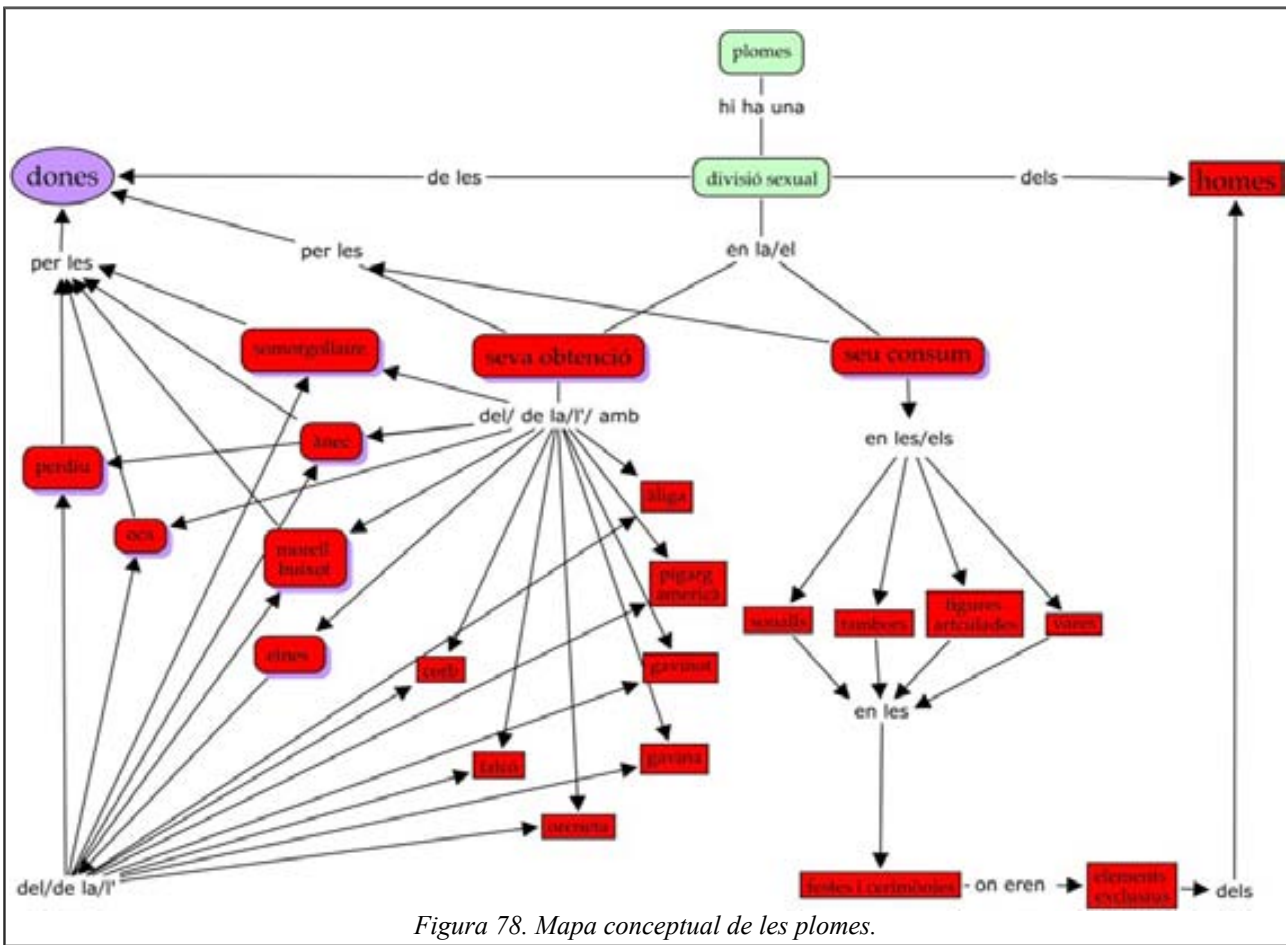 plomes
hi ha una
dones
de les
divisió sexual
dels
homes
per les
per les
en la/el
somorgollaire
seva obtenció
seu consum
del/ de la/l'/ amb
ànec
en les/els
perdiu
àliga
oca
morell
buixot
pigarg
americà
sonalls
tambors
figures
artculades
vares
eines
corb
gavinot
en les
falcó
gavina
oreneta
del/de la/l'
festes i cerimònies
on eren
elements
exclusius
dels
Figura 78. Mapa conceptual de les plomes.